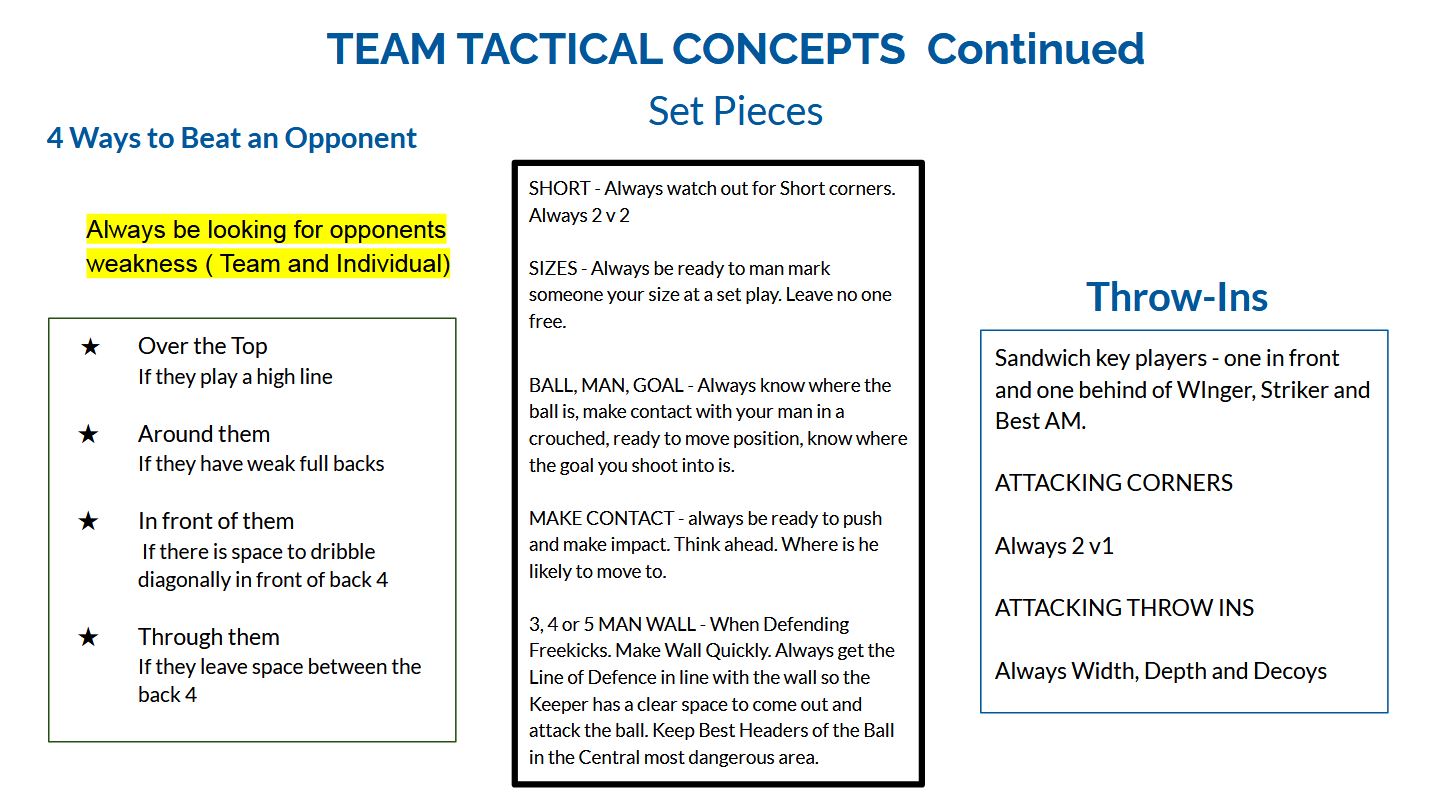 TEAM TACTICAL CONCEPTS Continued
Set Pieces
4 Ways to Beat an Opponent
Always be looking for opponents
weakness ( Team and Individual)
★ Over the Top
If they play a high line
★ Around them
If they have weak full backs
★ In front of them
If there is space to dribble
diagonally in front of back 4
★ Through them
If they leave space between the
back 4
SHORT - Always watch out for Short corners.
Always 2 v 2
SIZES - Always be ready to man mark
someone your size at a set play. Leave no one
free.
BALL, MAN, GOAL - Always know where the
ball is, make contact with your man in a
crouched, ready to move position, know where
the goal you shoot into is.
MAKE CONTACT - always be ready to push
and make impact. Think ahead. Where is he
likely to move to.
3, 4 or 5 MAN WALL - When Defending
Freekicks. Make Wall Quickly. Always get the
Line of Defence in line with the wall so the
Keeper has a clear space to come out and
attack the ball. Keep Best Headers of the Ball
in the Central most dangerous area.
Throw-Ins
Sandwich key players - one in front
and one behind of WInger, Striker and
Best AM.
ATTACKING CORNERS
Always 2 v1
ATTACKING THROW INS
Always Width, Depth and Decoys